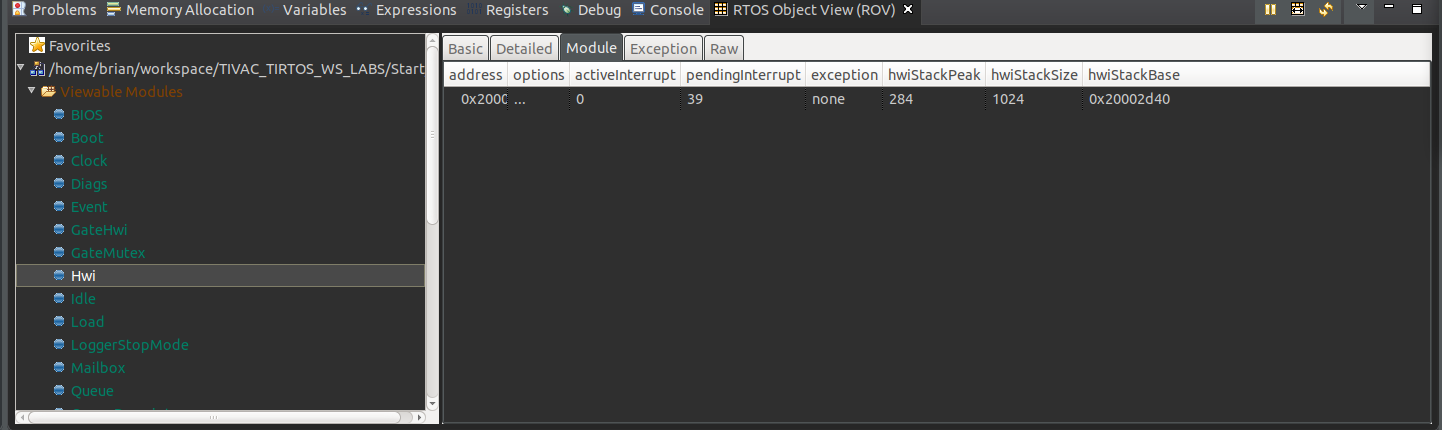 Problems Memory Allocation Variables Expressions Registers Debug Console RTOS Object View (ROV)
Favorites
/home/brian/workspace/TIVAC_TIRTOS_WS_LABS/Start
Viewable Modules
BIOS
Boot
Clock
Diags
Event
GateHwi
GateMutex
Hwi
Idle
Load
LoggerStopMode
Mailbox
Queue
Basic Detailed Module Exception Raw
address options activeInterrupt pendingInterrupt exception hwiStackPeak hwiStackSize hwiStackBase
0x2000 ... 0 39 none 284 1024 0x20002d40